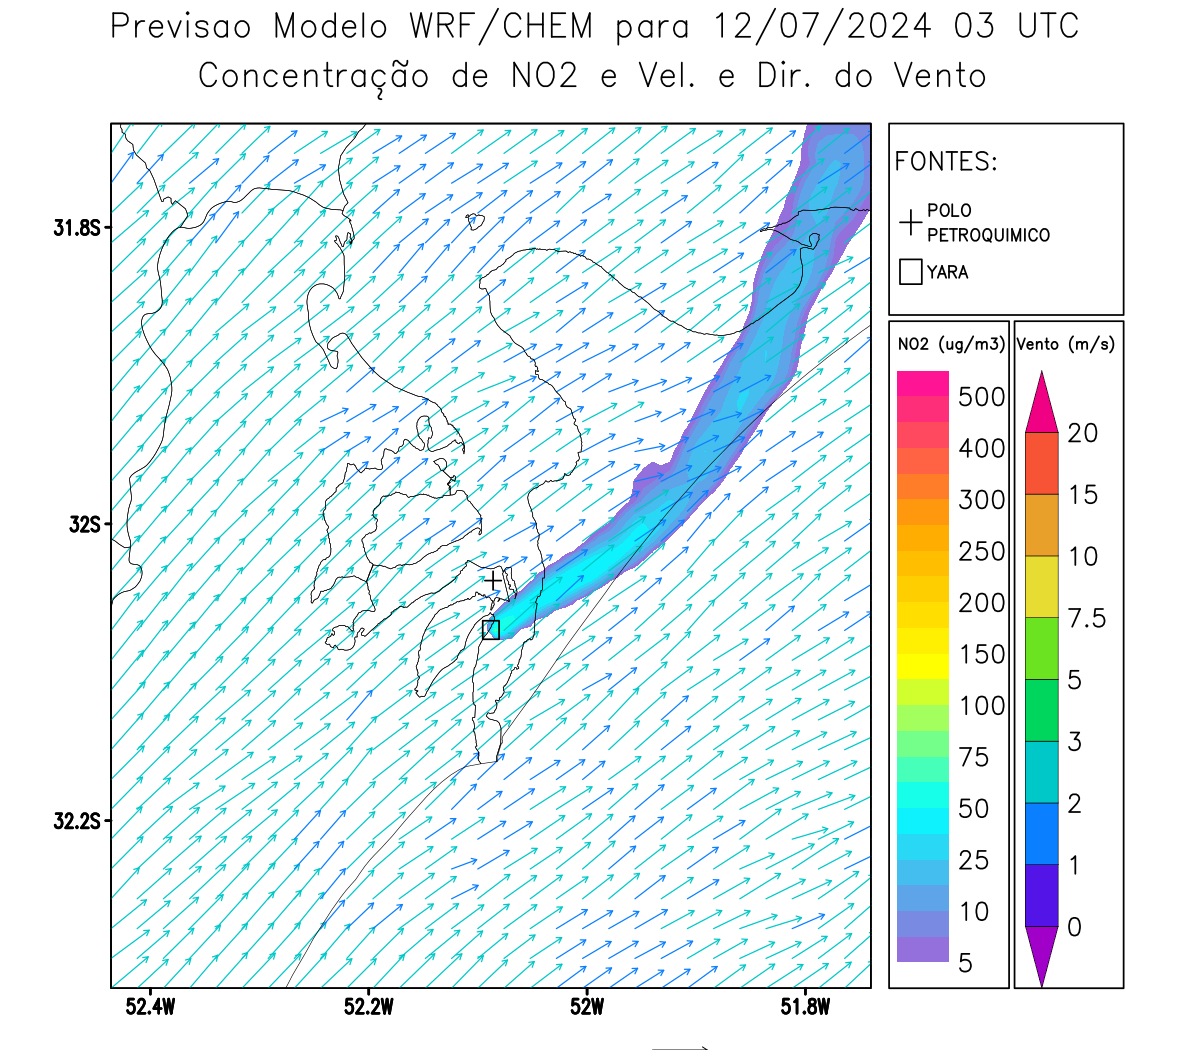 Previsao Modelo WRF/CHEM para 12/07/2024 03 UTC
Concentração de NO2 e Vel. e Dir. do Vento
FONTES:
POLO
PETROQUIMICO
YARA
NO2 (ug/m3)
500
400
300
250
200
150
100
75
50
25
10
5
Vento (m/s)
20
15
10
7.5
5
3
2
1
0
31.8S
32S
32.2S
52.4W
52.2W
52W
51.8W